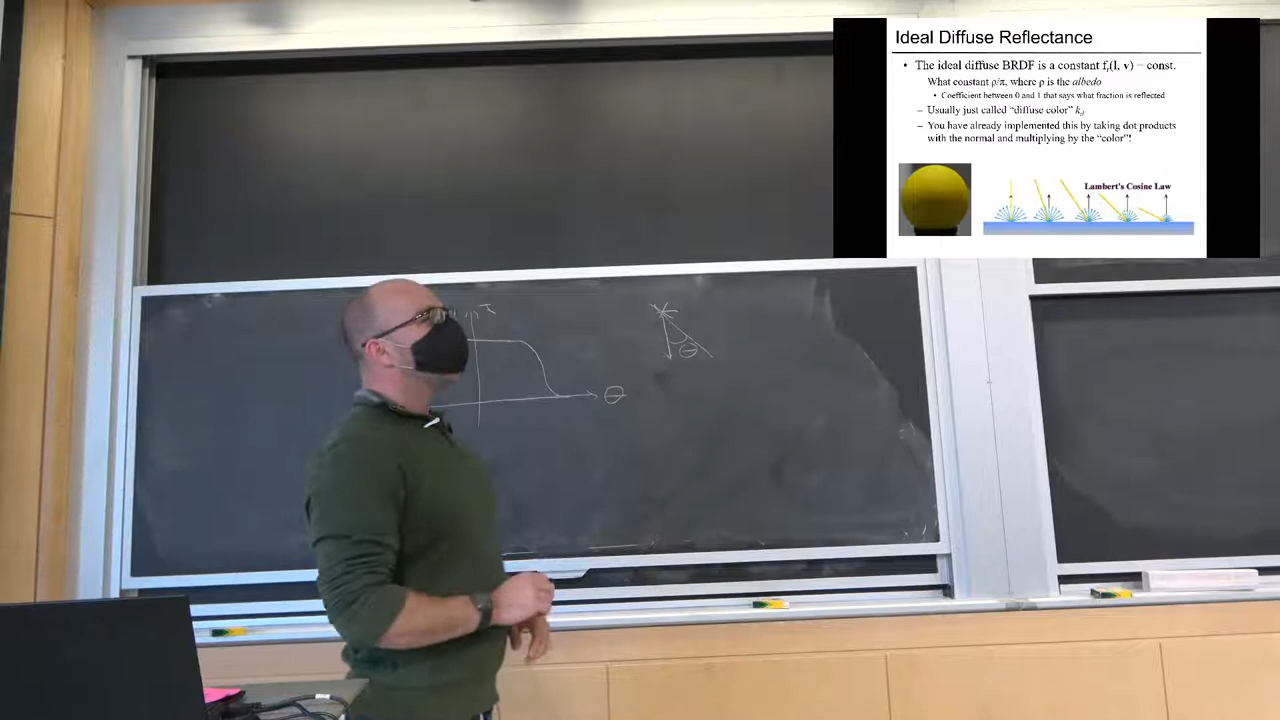 Ideal Diffuse Reflectance
• The ideal diffuse BRDF is a constant fr(l, v) = const.
What constant ρ/π, where ρ is the albedo
• Coefficient between 0 and 1 that says what fraction is reflected
– Usually just called "diffuse color" kd
– You have already implemented this by taking dot products
with the normal and multiplying by the "color"!
Lambert's Cosine Law
I
θ
θ